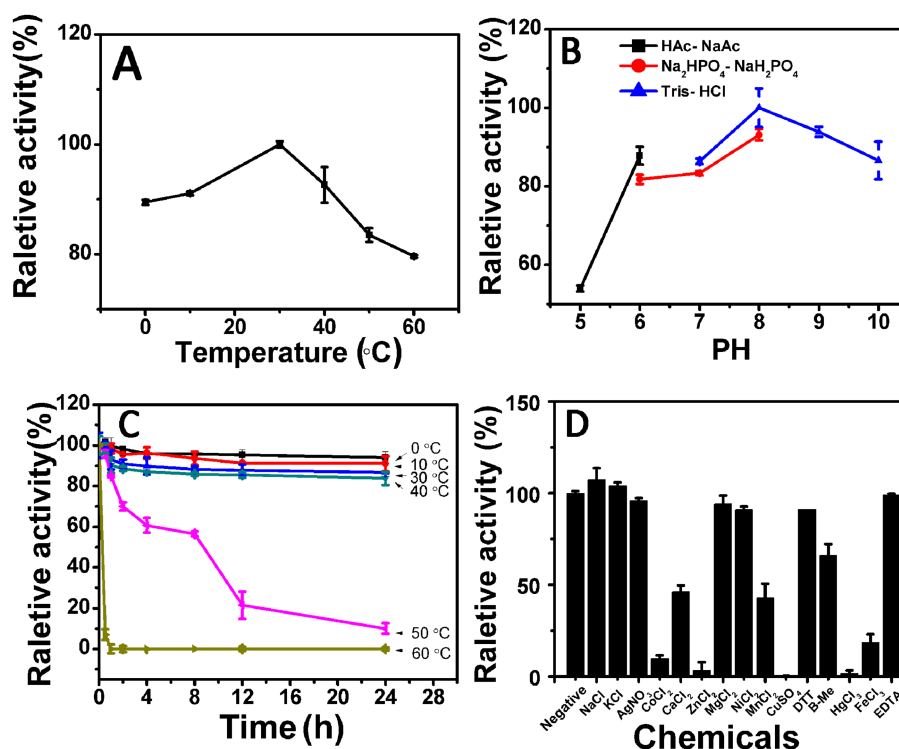 A
Raletive activity(%)
120
100
80
0
20
40
60
Temperature (°C)
B
HAc- NaAc
Na₂HPO₄- NaH₂PO₄
Tris- HCl
Raletive activity(%)
120
100
80
60
5
6
7
8
9
10
PH
C
Raletive activity(%)
120
100
80
60
40
20
0
0 °C
10 °C
30 °C
40 °C
50 °C
60 °C
0
4
8
12
16
20
24
28
Time (h)
D
Raletive activity (%)
150
100
50
0
Negative
NaCl
KCl
AgNO₃
CoCl₂
CaCl₂
ZnCl₂
MgCl₂
NiCl₂
MnCl₂
CuSO₄
DTT
B-Me
HgCl₃
FeCl₃
EDTA
Chemicals